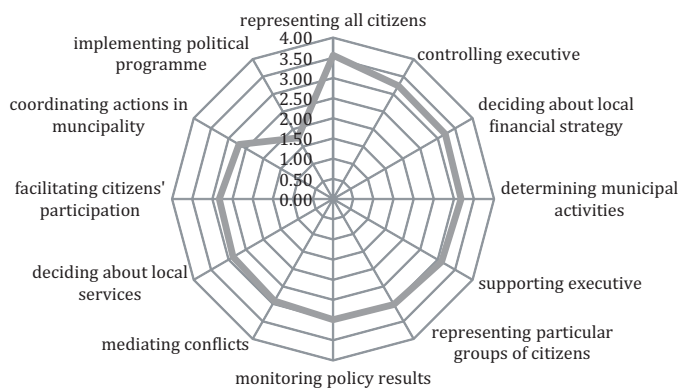 representing all citizens
4.00
3.50
3.00
2.50
2.00
1.50
1.00
0.50
0.00
controlling executive
deciding about local
financial strategy
determining municipal
activities
supporting executive
representing particular
groups of citizens
monitoring policy results
mediating conflicts
deciding about local
services
facilitating citizens'
participation
coordinating actions in
muncipality
implementing political
programme